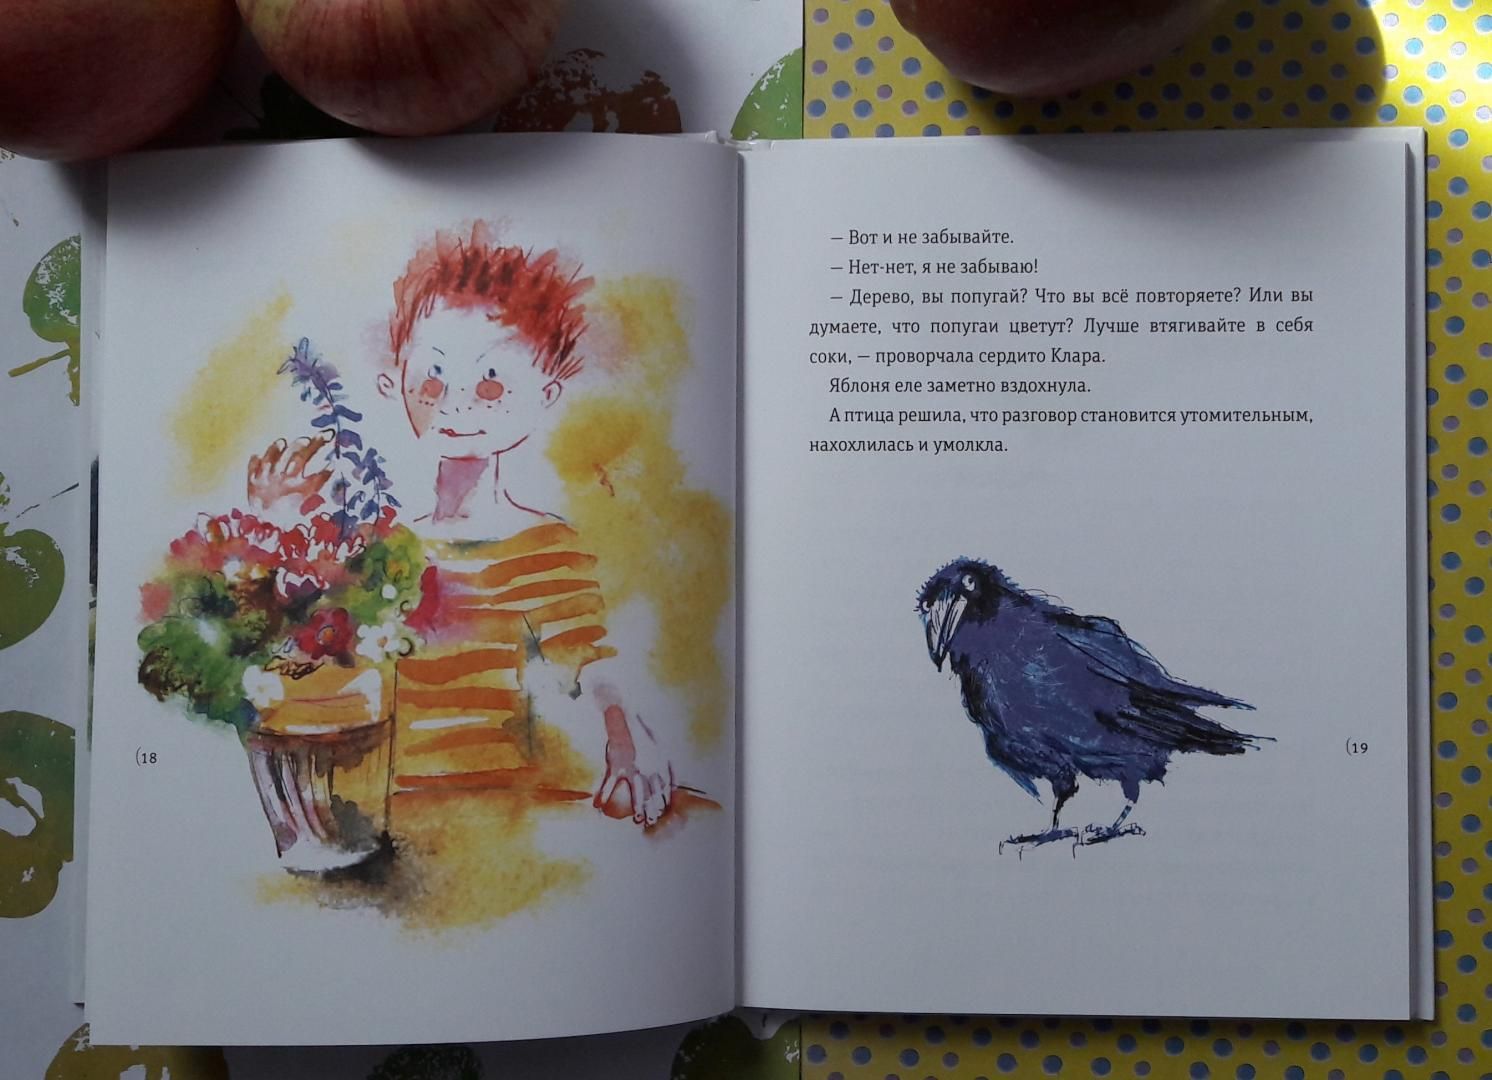 — Вот и не забывайте.
— Нет-нет, я не забываю!
— Дерево, вы попугай? Что вы всё повторяете? Или вы
думаете, что попугаи цветут? Лучше втягивайте в себя
соки, — проворчала сердито Клара.
Яблоня еле заметно вздохнула.
А птица решила, что разговор становится утомительным,
нахохлилась и умолкла.
(18
(19